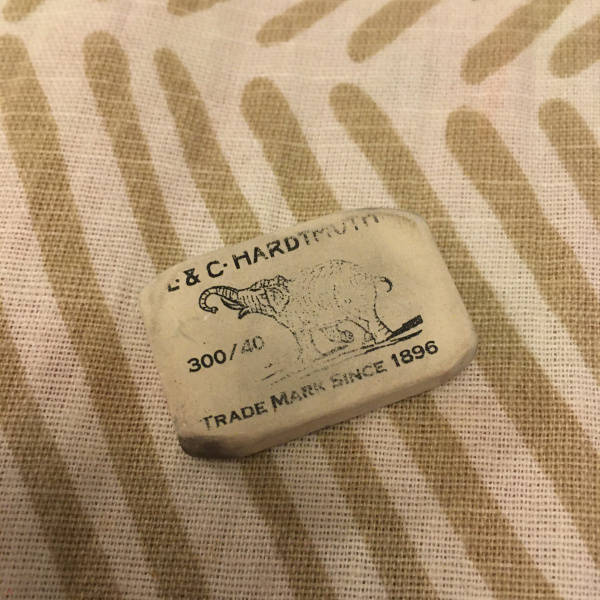 L & C. HARDTMUTH
300/40
TRADE MARK SINCE 1896